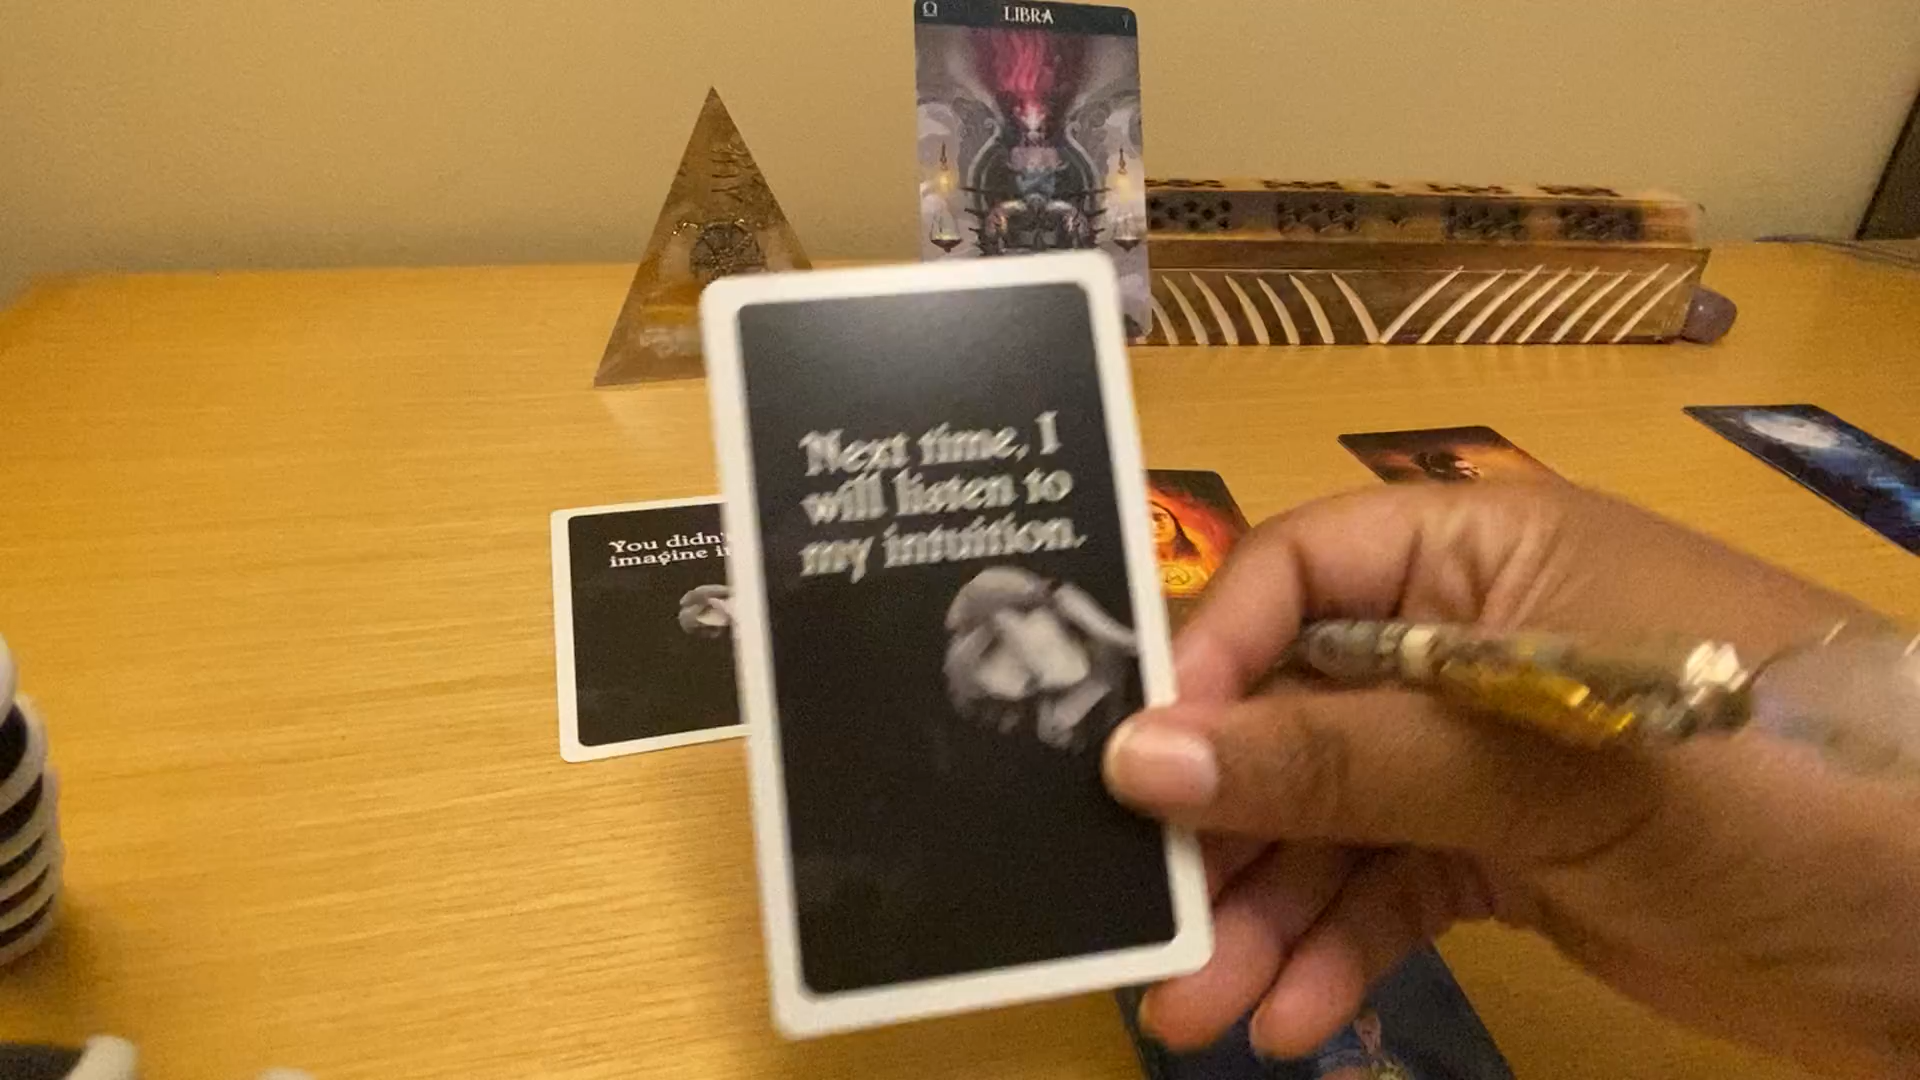 LIBRA
Next time, I
will listen to
my intuition.
You didn'
imagine i